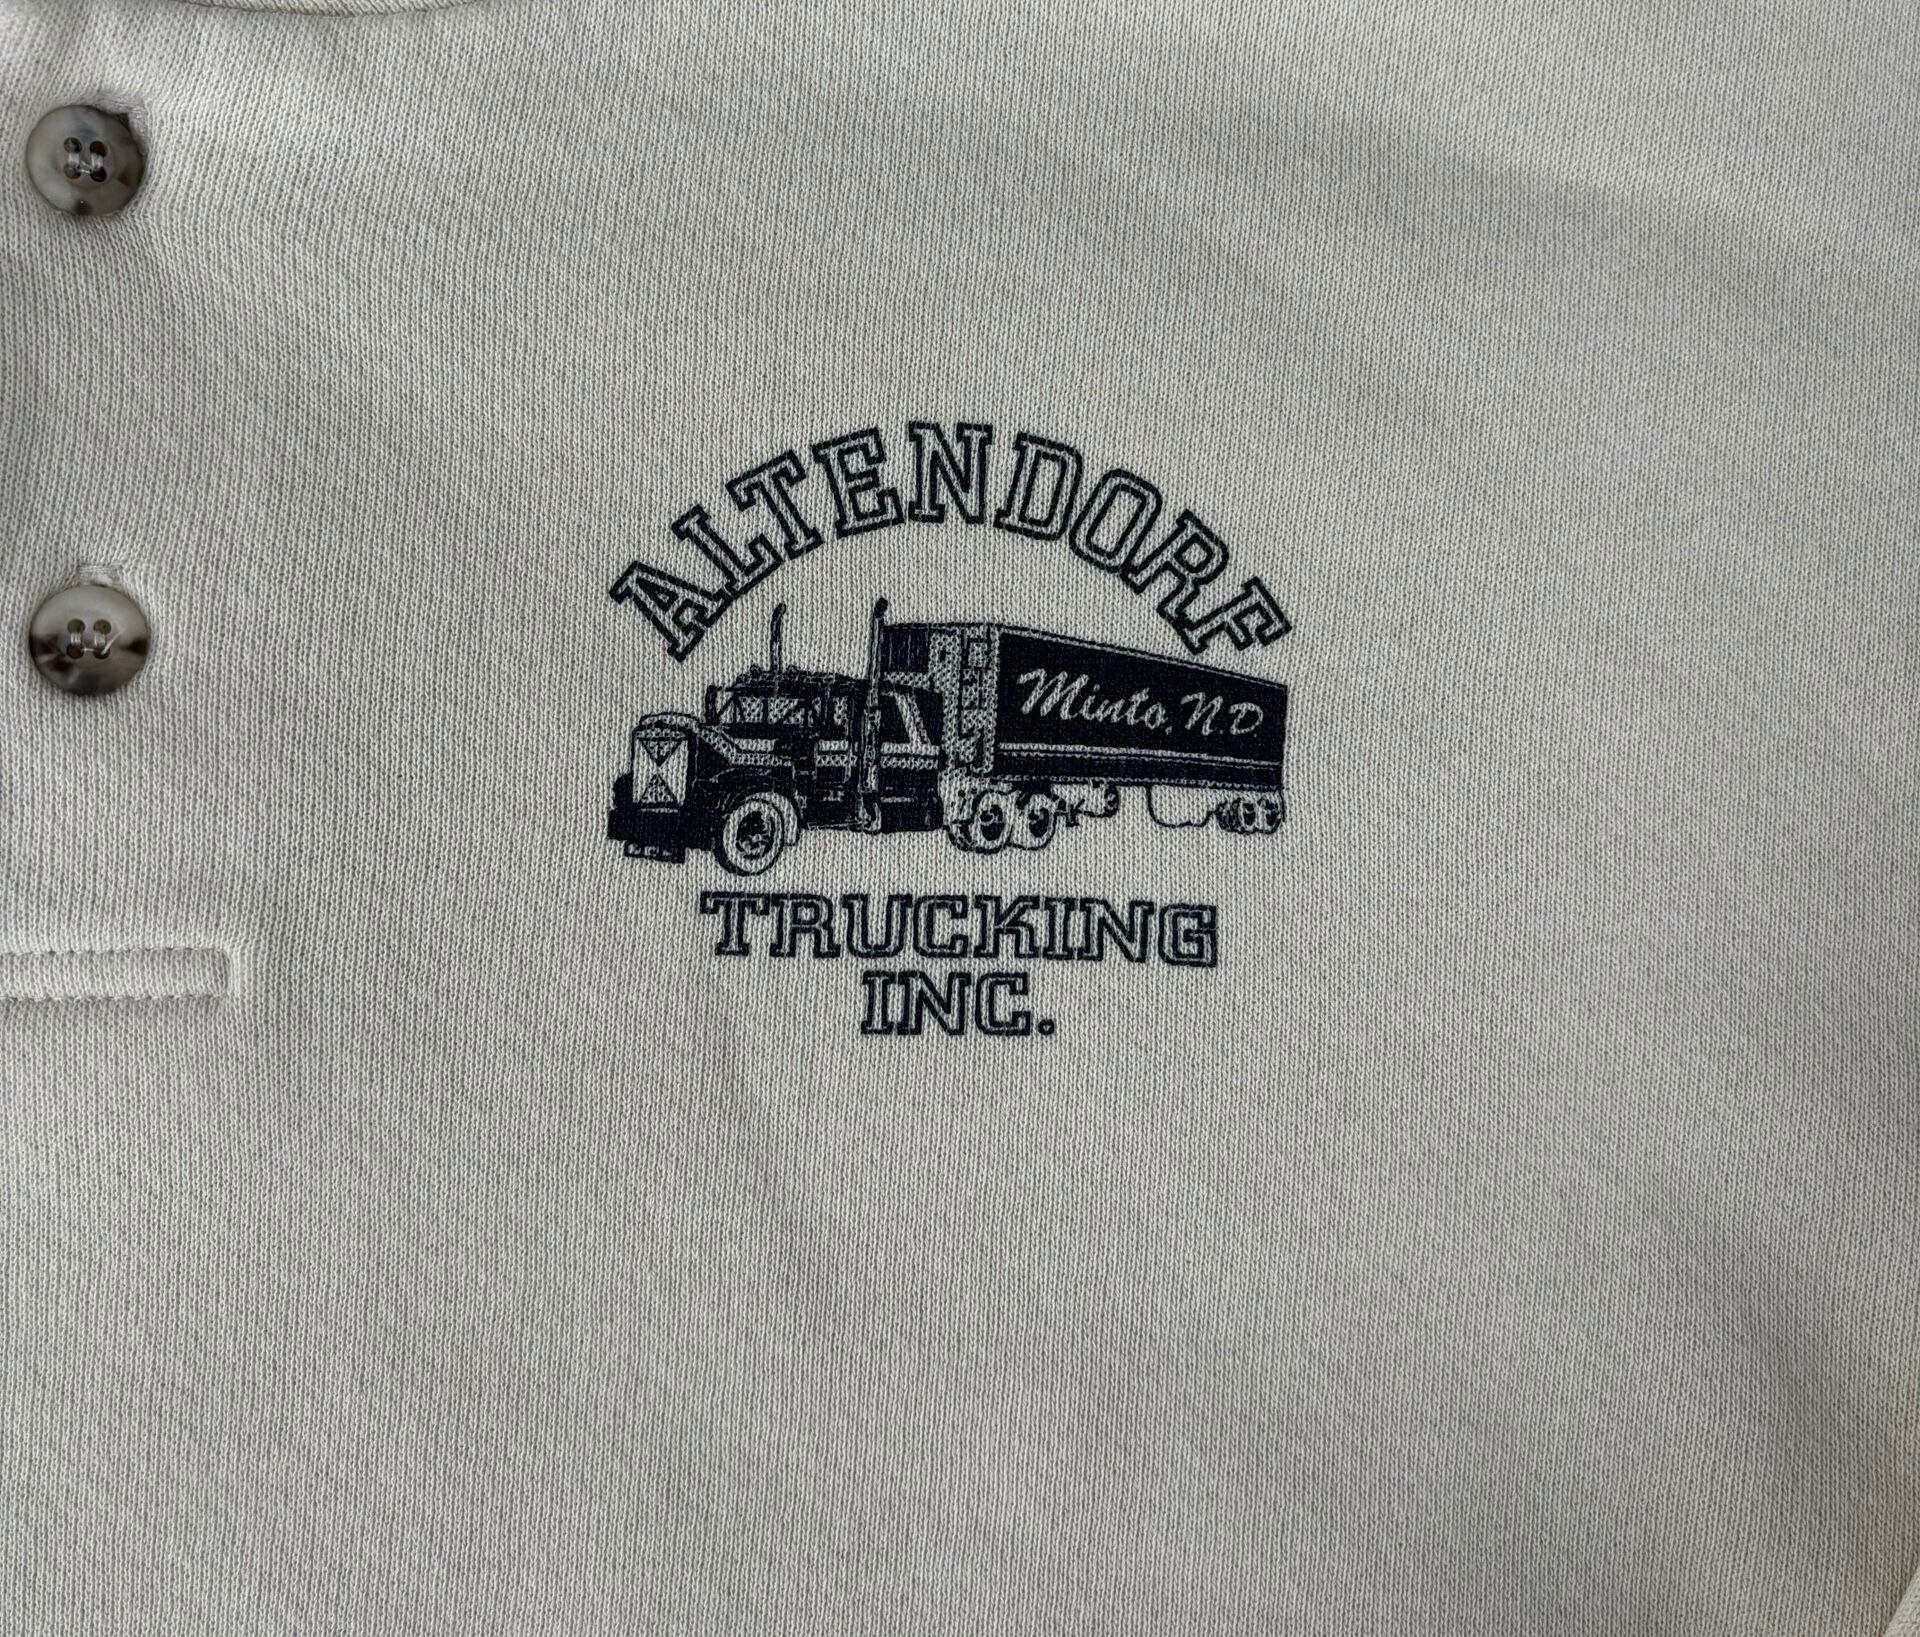 ALTENDORF
Minto, N.D
TRUCKING
INC.